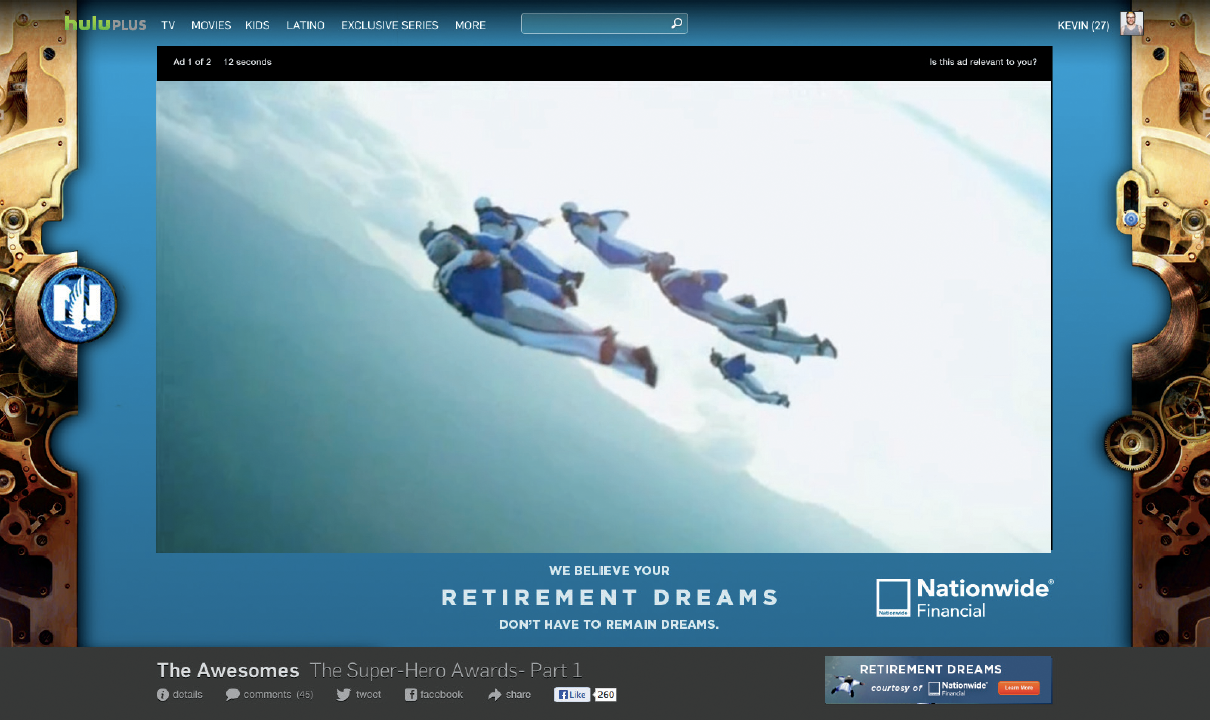 huluPLUS TV MOVIES KIDS LATINO EXCLUSIVE SERIES MORE KEVIN (27)
Ad 1 of 2 12 seconds Is this ad relevant to you?
N
WE BELIEVE YOUR
RETIREMENT DREAMS
DON'T HAVE TO REMAIN DREAMS.
Nationwide®
Nationwide Financial
The Awesomes The Super-Hero Awards- Part 1
details comments (45) tweet facebook share Like 260
RETIREMENT DREAMS
courtesy of Nationwide® Financial Learn More